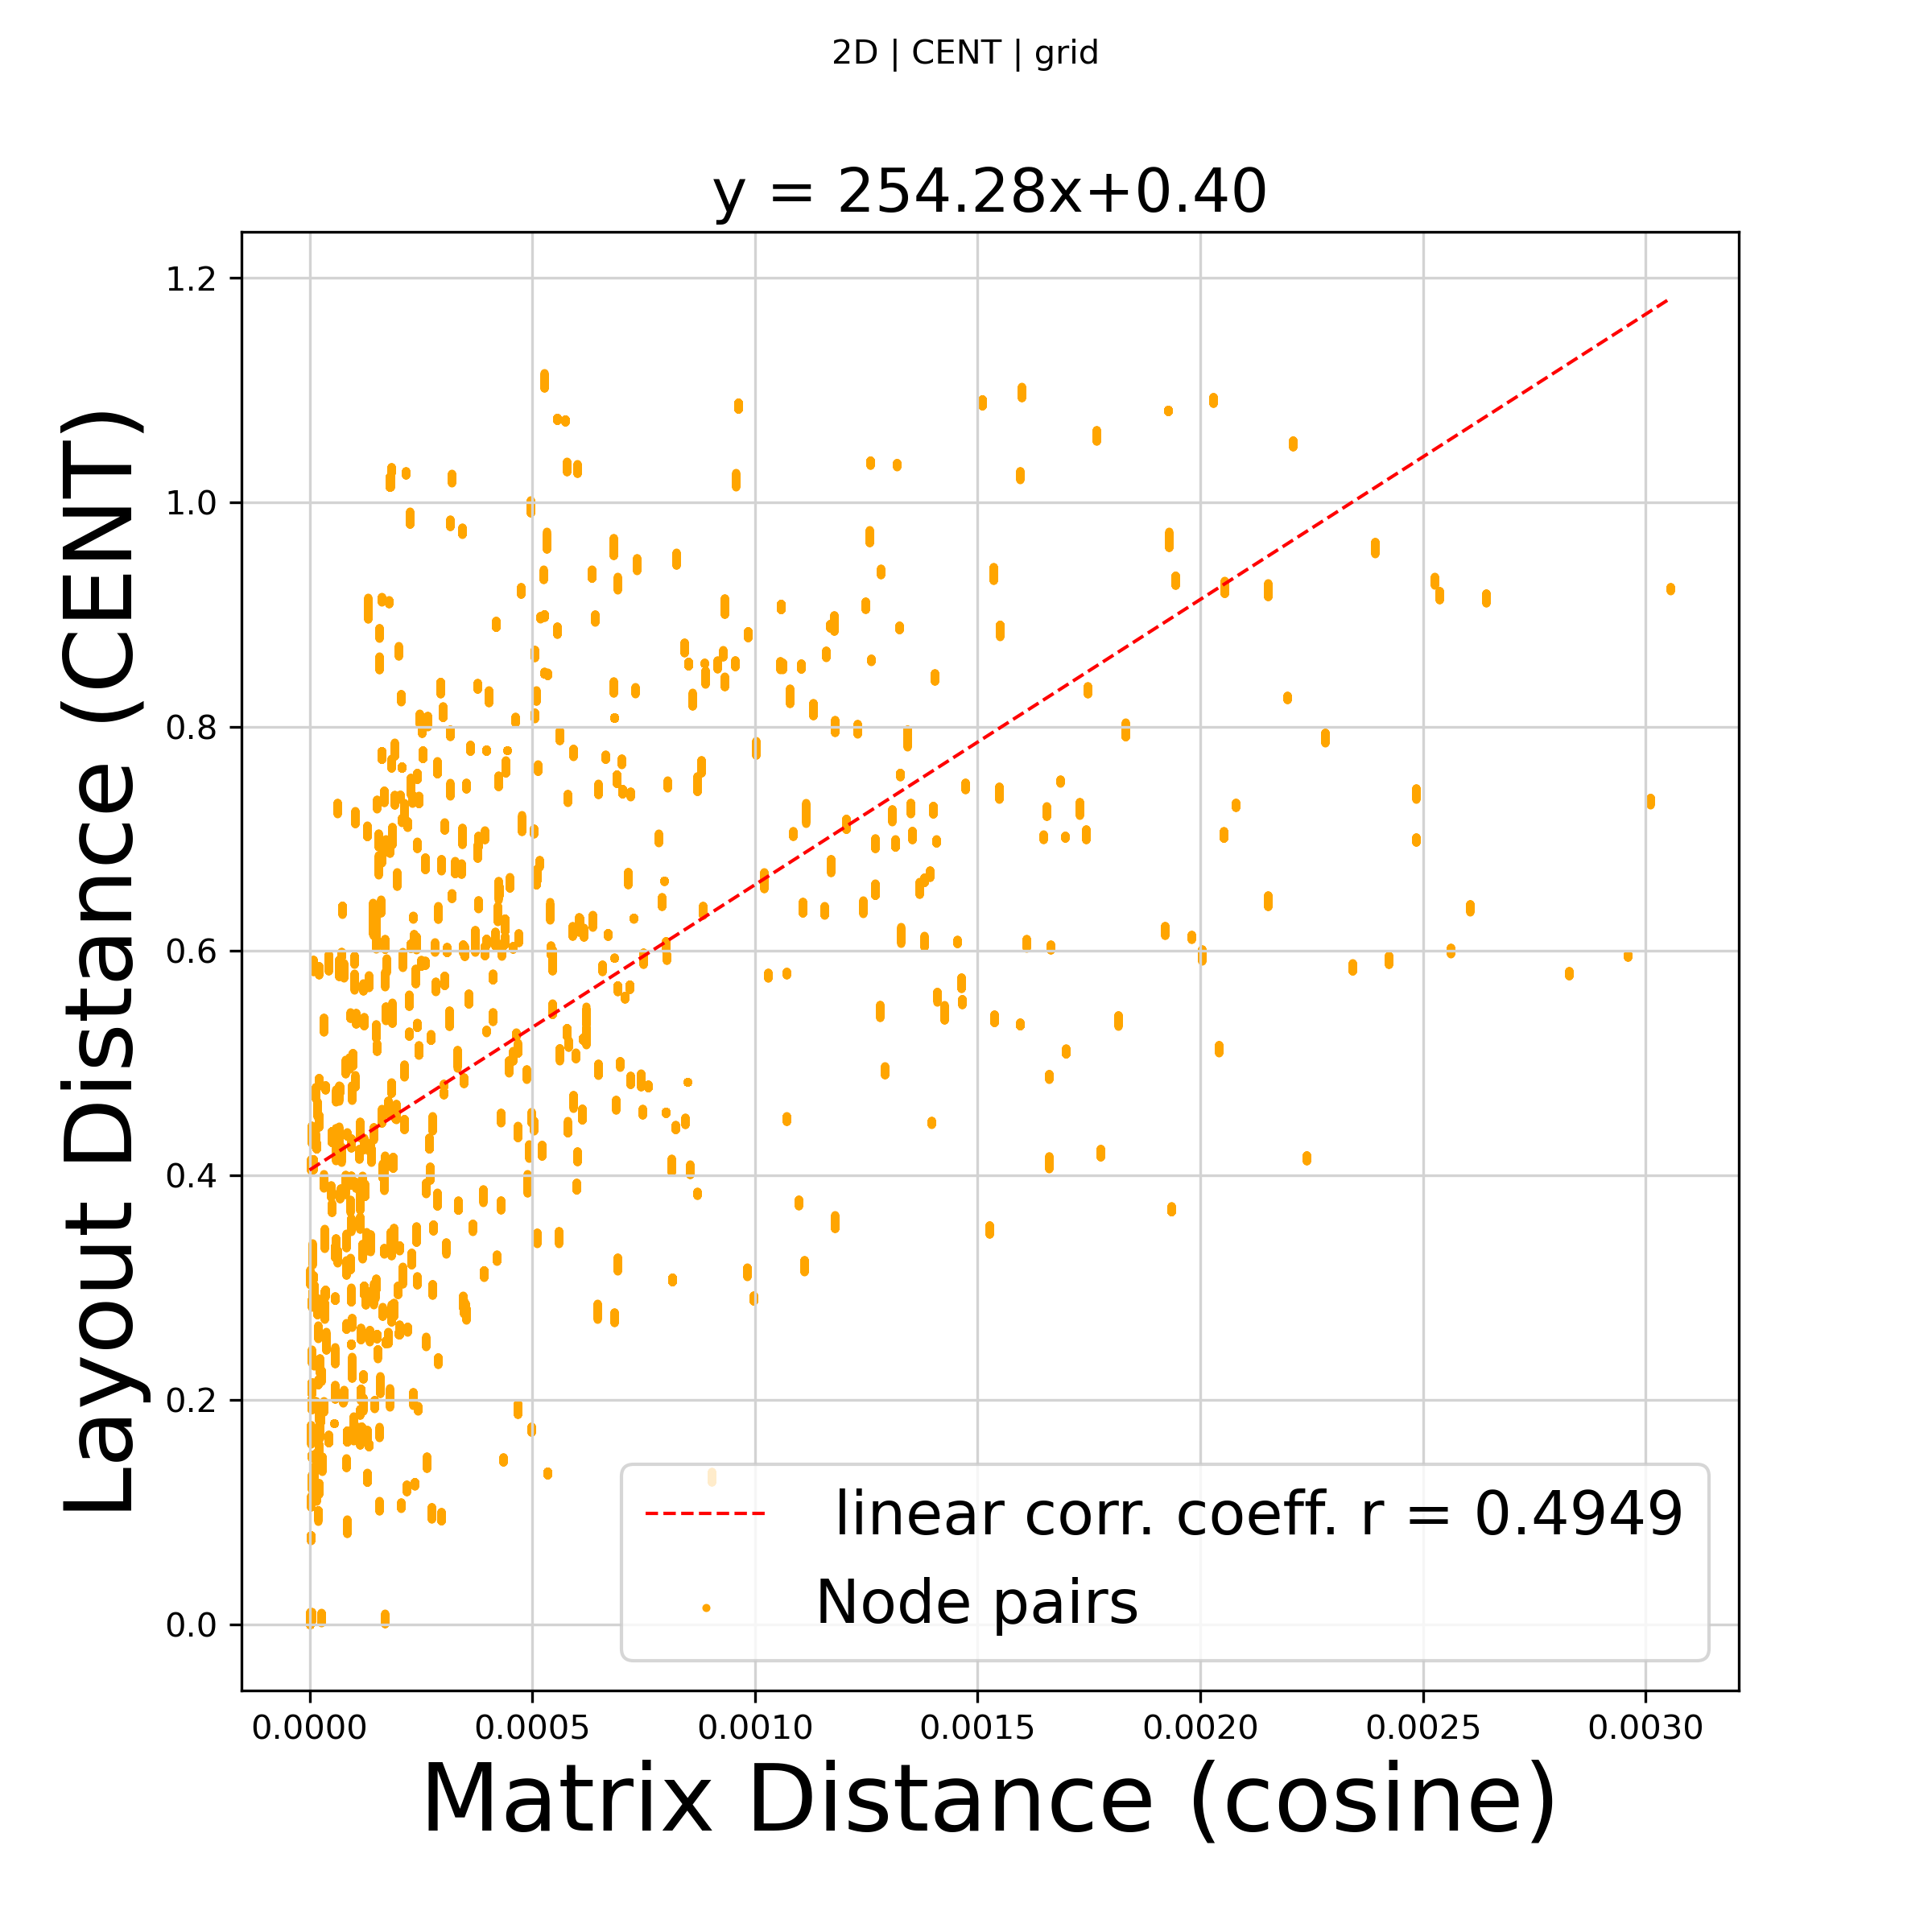 2D | CENT | grid
y = 254.28x+0.40
Layout Distance (CENT)
1.2
1.0
0.8
0.6
0.4
0.2
0.0
linear corr. coeff. r = 0.4949
Node pairs
0.0000 0.0005 0.0010 0.0015 0.0020 0.0025 0.0030
Matrix Distance (cosine)